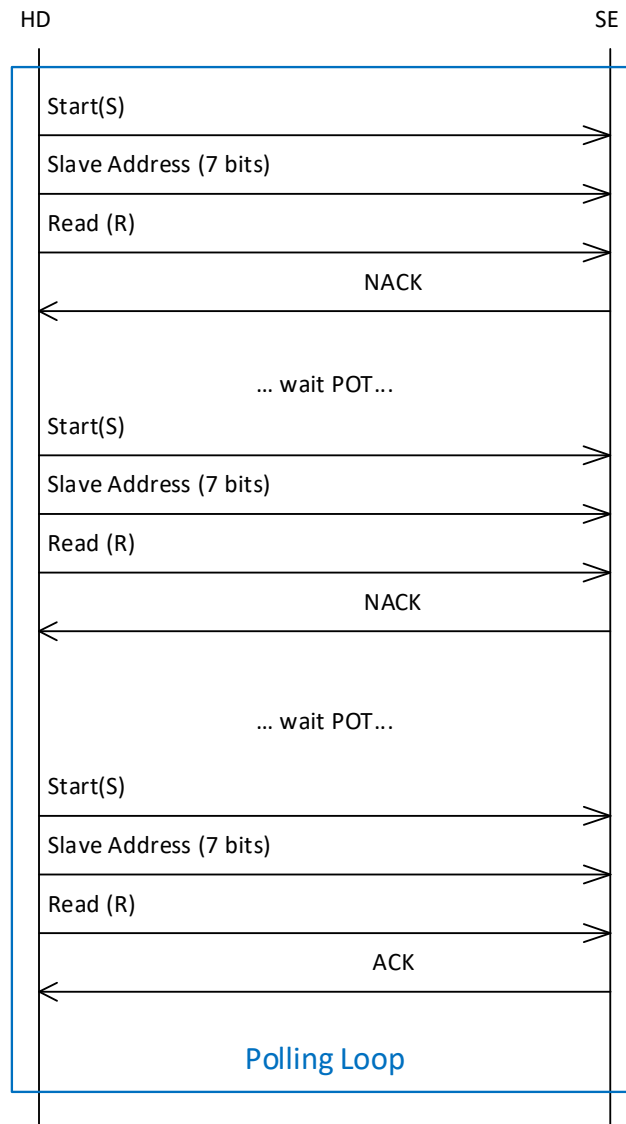 HD SE
Start(S)
Slave Address (7 bits)
Read (R)
NACK
... wait POT...
Start(S)
Slave Address (7 bits)
Read (R)
NACK
... wait POT...
Start(S)
Slave Address (7 bits)
Read (R)
ACK
Polling Loop